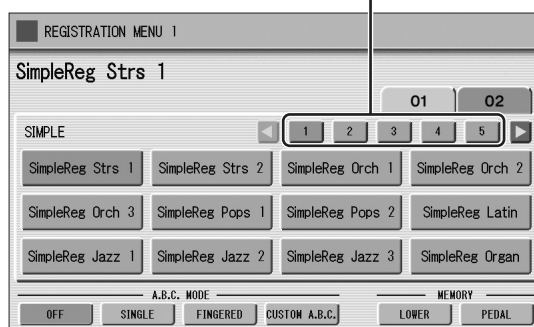 REGISTRATION MENU 1
SimpleReg Strs 1
01 02
SIMPLE 1 2 3 4 5
SimpleReg Strs 1 SimpleReg Strs 2 SimpleReg Orch 1 SimpleReg Orch 2
SimpleReg Orch 3 SimpleReg Pops 1 SimpleReg Pops 2 SimpleReg Latin
SimpleReg Jazz 1 SimpleReg Jazz 2 SimpleReg Jazz 3 SimpleReg Organ
A.B.C. MODE MEMORY
OFF SINGLE FINGERED CUSTOM A.B.C. LOWER PEDAL